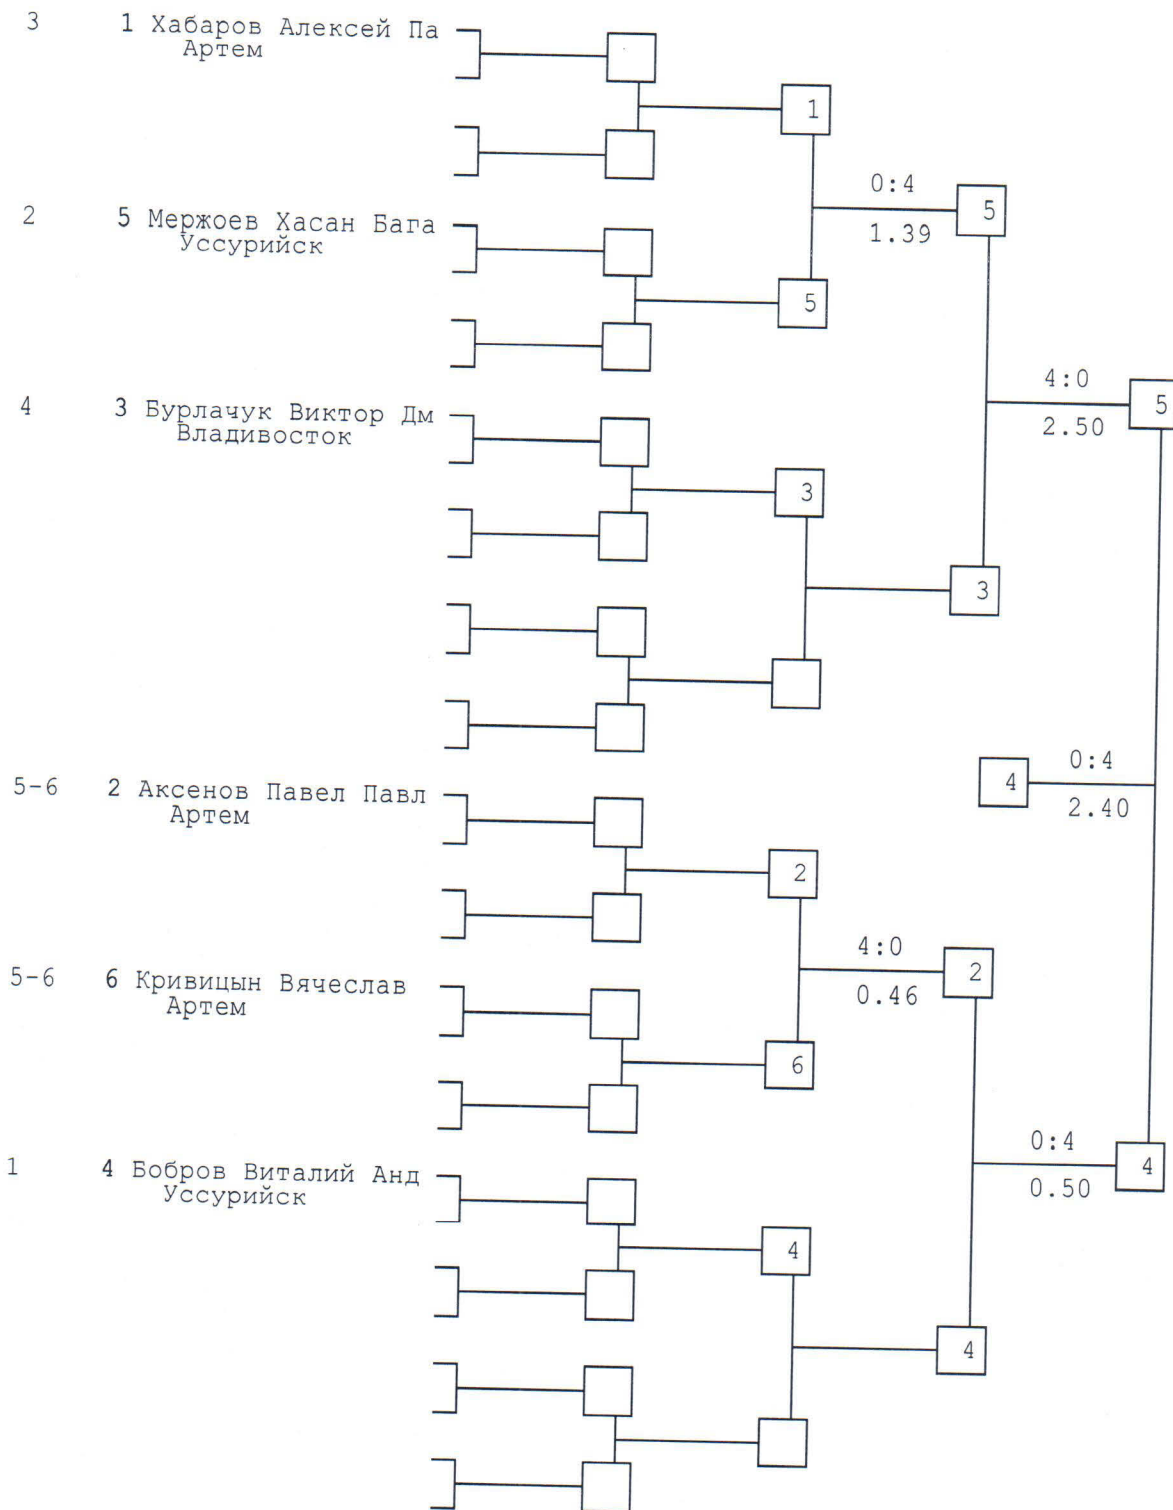 3 1 Хабаров Алексей Па
Артем
1
0:4
5
1.39
2 5 Мержоев Хасан Бага
Уссурийск
5
4:0
5
2.50
4 3 Бурлачук Виктор Дм
Владивосток
3
3
0:4
4
2.40
5-6 2 Аксенов Павел Павл
Артем
2
4:0
2
0.46
5-6 6 Кривицын Вячеслав
Артем
6
0:4
4
0.50
1 4 Бобров Виталий Анд
Уссурийск
4
4